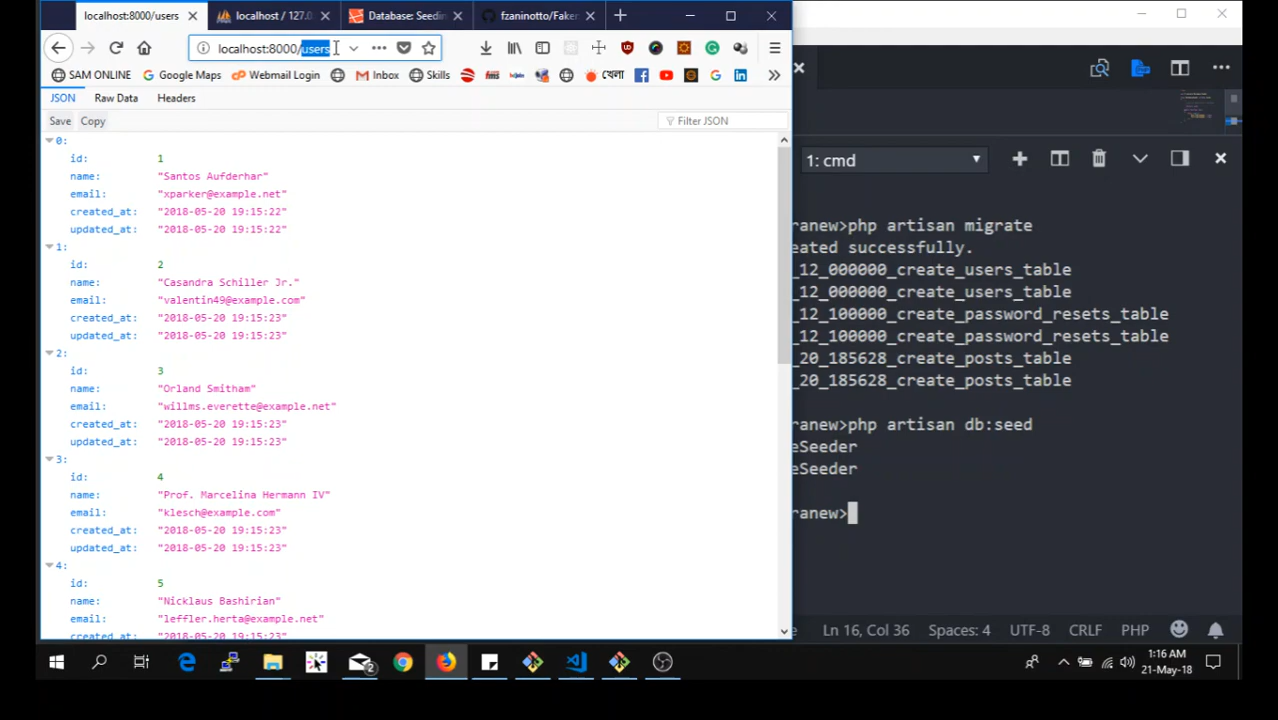 localhost:8000/users
localhost / 127.0
Database: Seedin
fzaninotto/Faker
localhost:8000/users
SAM ONLINE
Google Maps
Webmail Login
Inbox
Skills
খেলা
JSON
Raw Data
Headers
Save
Copy
Filter JSON
0:
id: 1
name: "Santos Aufderhar"
email: "xparker@example.net"
created_at: "2018-05-20 19:15:22"
updated_at: "2018-05-20 19:15:22"
1:
id: 2
name: "Casandra Schiller Jr."
email: "valentin49@example.com"
created_at: "2018-05-20 19:15:23"
updated_at: "2018-05-20 19:15:23"
2:
id: 3
name: "Orland Smitham"
email: "willms.everette@example.net"
created_at: "2018-05-20 19:15:23"
updated_at: "2018-05-20 19:15:23"
3:
id: 4
name: "Prof. Marcelina Hermann IV"
email: "klesch@example.com"
created_at: "2018-05-20 19:15:23"
updated_at: "2018-05-20 19:15:23"
4:
id: 5
name: "Nicklaus Bashirian"
email: "leffler.herta@example.net"
created_at: "2018-05-20 19:15:23"
1: cmd
ranew>php artisan migrate
eated successfully.
_12_000000_create_users_table
_12_000000_create_users_table
_12_100000_create_password_resets_table
_12_100000_create_password_resets_table
_20_185628_create_posts_table
_20_185628_create_posts_table
ranew>php artisan db:seed
eSeeder
eSeeder
ranew>
Ln 16, Col 36
Spaces: 4
UTF-8
CRLF
PHP
1:16 AM
21-May-18